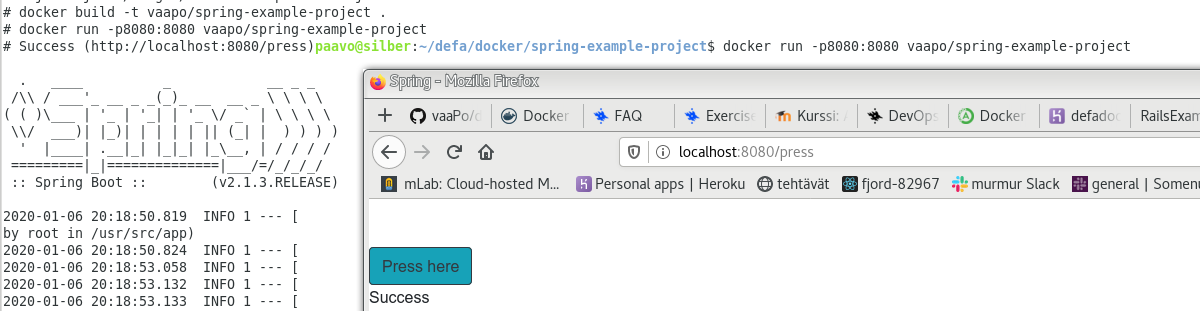 # docker build -t vaapo/spring-example-project .
# docker run -p8080:8080 vaapo/spring-example-project
# Success (http://localhost:8080/press)paavo@silber:~/defa/docker/spring-example-project$ docker run -p8080:8080 vaapo/spring-example-project
:: Spring Boot ::        (v2.1.3.RELEASE)
2020-01-06 20:18:50.819  INFO 1 --- [
by root in /usr/src/app)
2020-01-06 20:18:50.824  INFO 1 --- [
2020-01-06 20:18:53.058  INFO 1 --- [
2020-01-06 20:18:53.132  INFO 1 --- [
2020-01-06 20:18:53.133  INFO 1 --- [
Spring - Mozilla Firefox
vaaPo/d Docker FAQ Exercise Kurssi: DevOps Docker defadoc RailsExam
localhost:8080/press
mLab: Cloud-hosted M... Personal apps | Heroku tehtävät fjord-82967 murmur Slack general | Somenu
Press here
Success